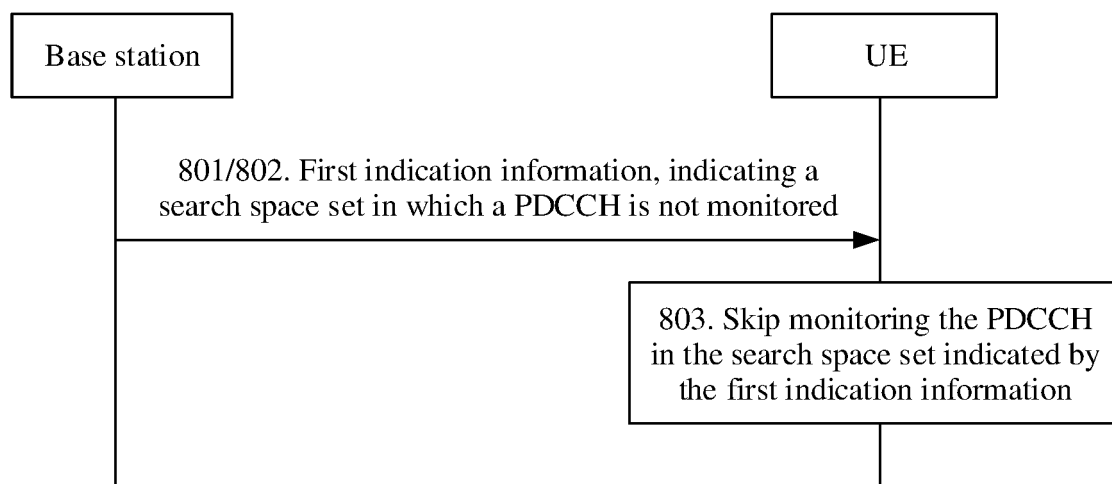 Base station
UE
801/802. First indication information, indicating a
search space set in which a PDCCH is not monitored
803. Skip monitoring the PDCCH
in the search space set indicated by
the first indication information